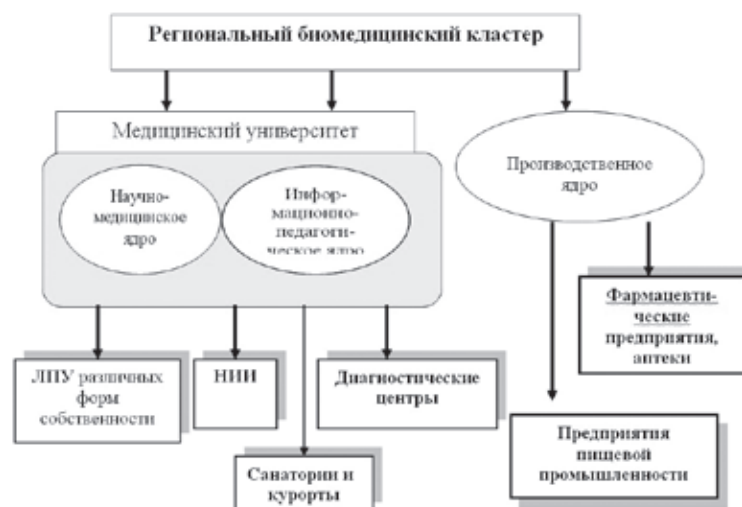 Региональный биомедицинский кластер
Медицинский университет
Научно-
медицинское
ядро
Инфор-
мационно-
педагоги-
ческое ядро
Производственное
ядро
Фармацевти-
ческие
предприятия,
аптеки
ЛПУ различных
форм
собственности
НИИ
Диагностические
центры
Санатории и
курорты
Предприятия
пищевой
промышленности